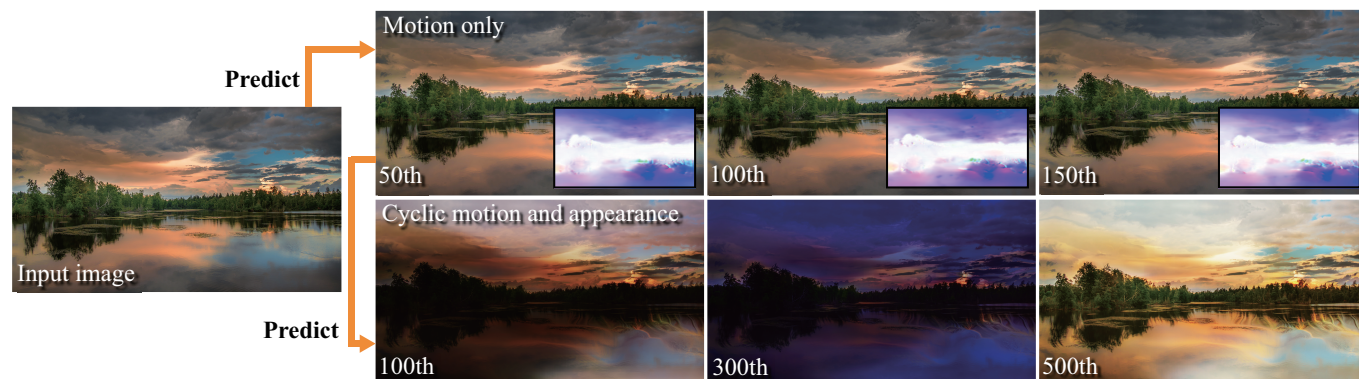 Motion only
Predict
50th
100th
150th
Input image
Cyclic motion and appearance
Predict
100th
300th
500th